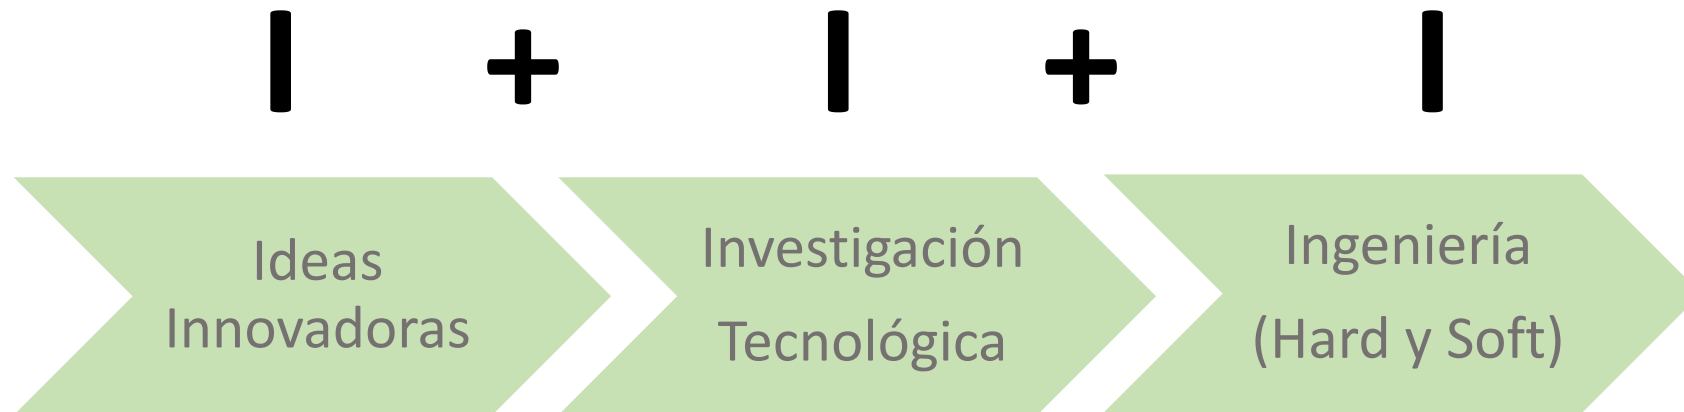 I + I + I
Ideas
Innovadoras
Investigación
Tecnológica
Ingeniería
(Hard y Soft)